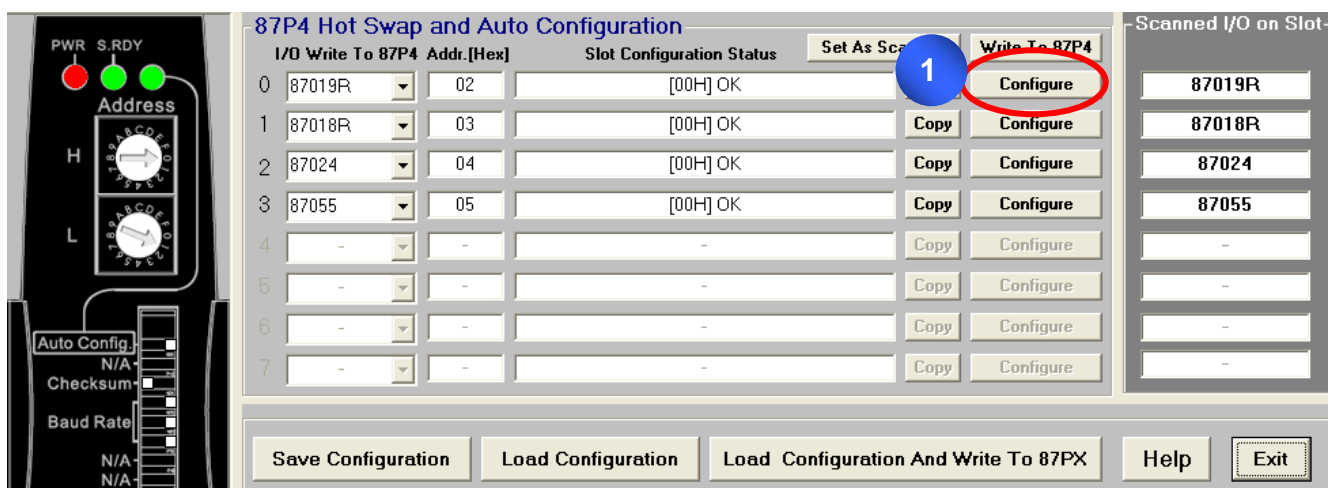 PWR S.RDY
Address
H
L
Auto Config.
N/A
Checksum
Baud Rate
N/A
N/A
87P4 Hot Swap and Auto Configuration
I/O Write To 87P4 Addr.[Hex] Slot Configuration Status Set As Write To 87P4
1
0 87019R 02 [00H] OK Configure
1 87018R 03 [00H] OK Copy Configure
2 87024 04 [00H] OK Copy Configure
3 87055 05 [00H] OK Copy Configure
4 - - - Copy Configure
5 - - - Copy Configure
6 - - - Copy Configure
7 - - - Copy Configure
Scanned I/O on Slot
87019R
87018R
87024
87055
-
-
-
-
Save Configuration Load Configuration Load Configuration And Write To 87PX Help Exit